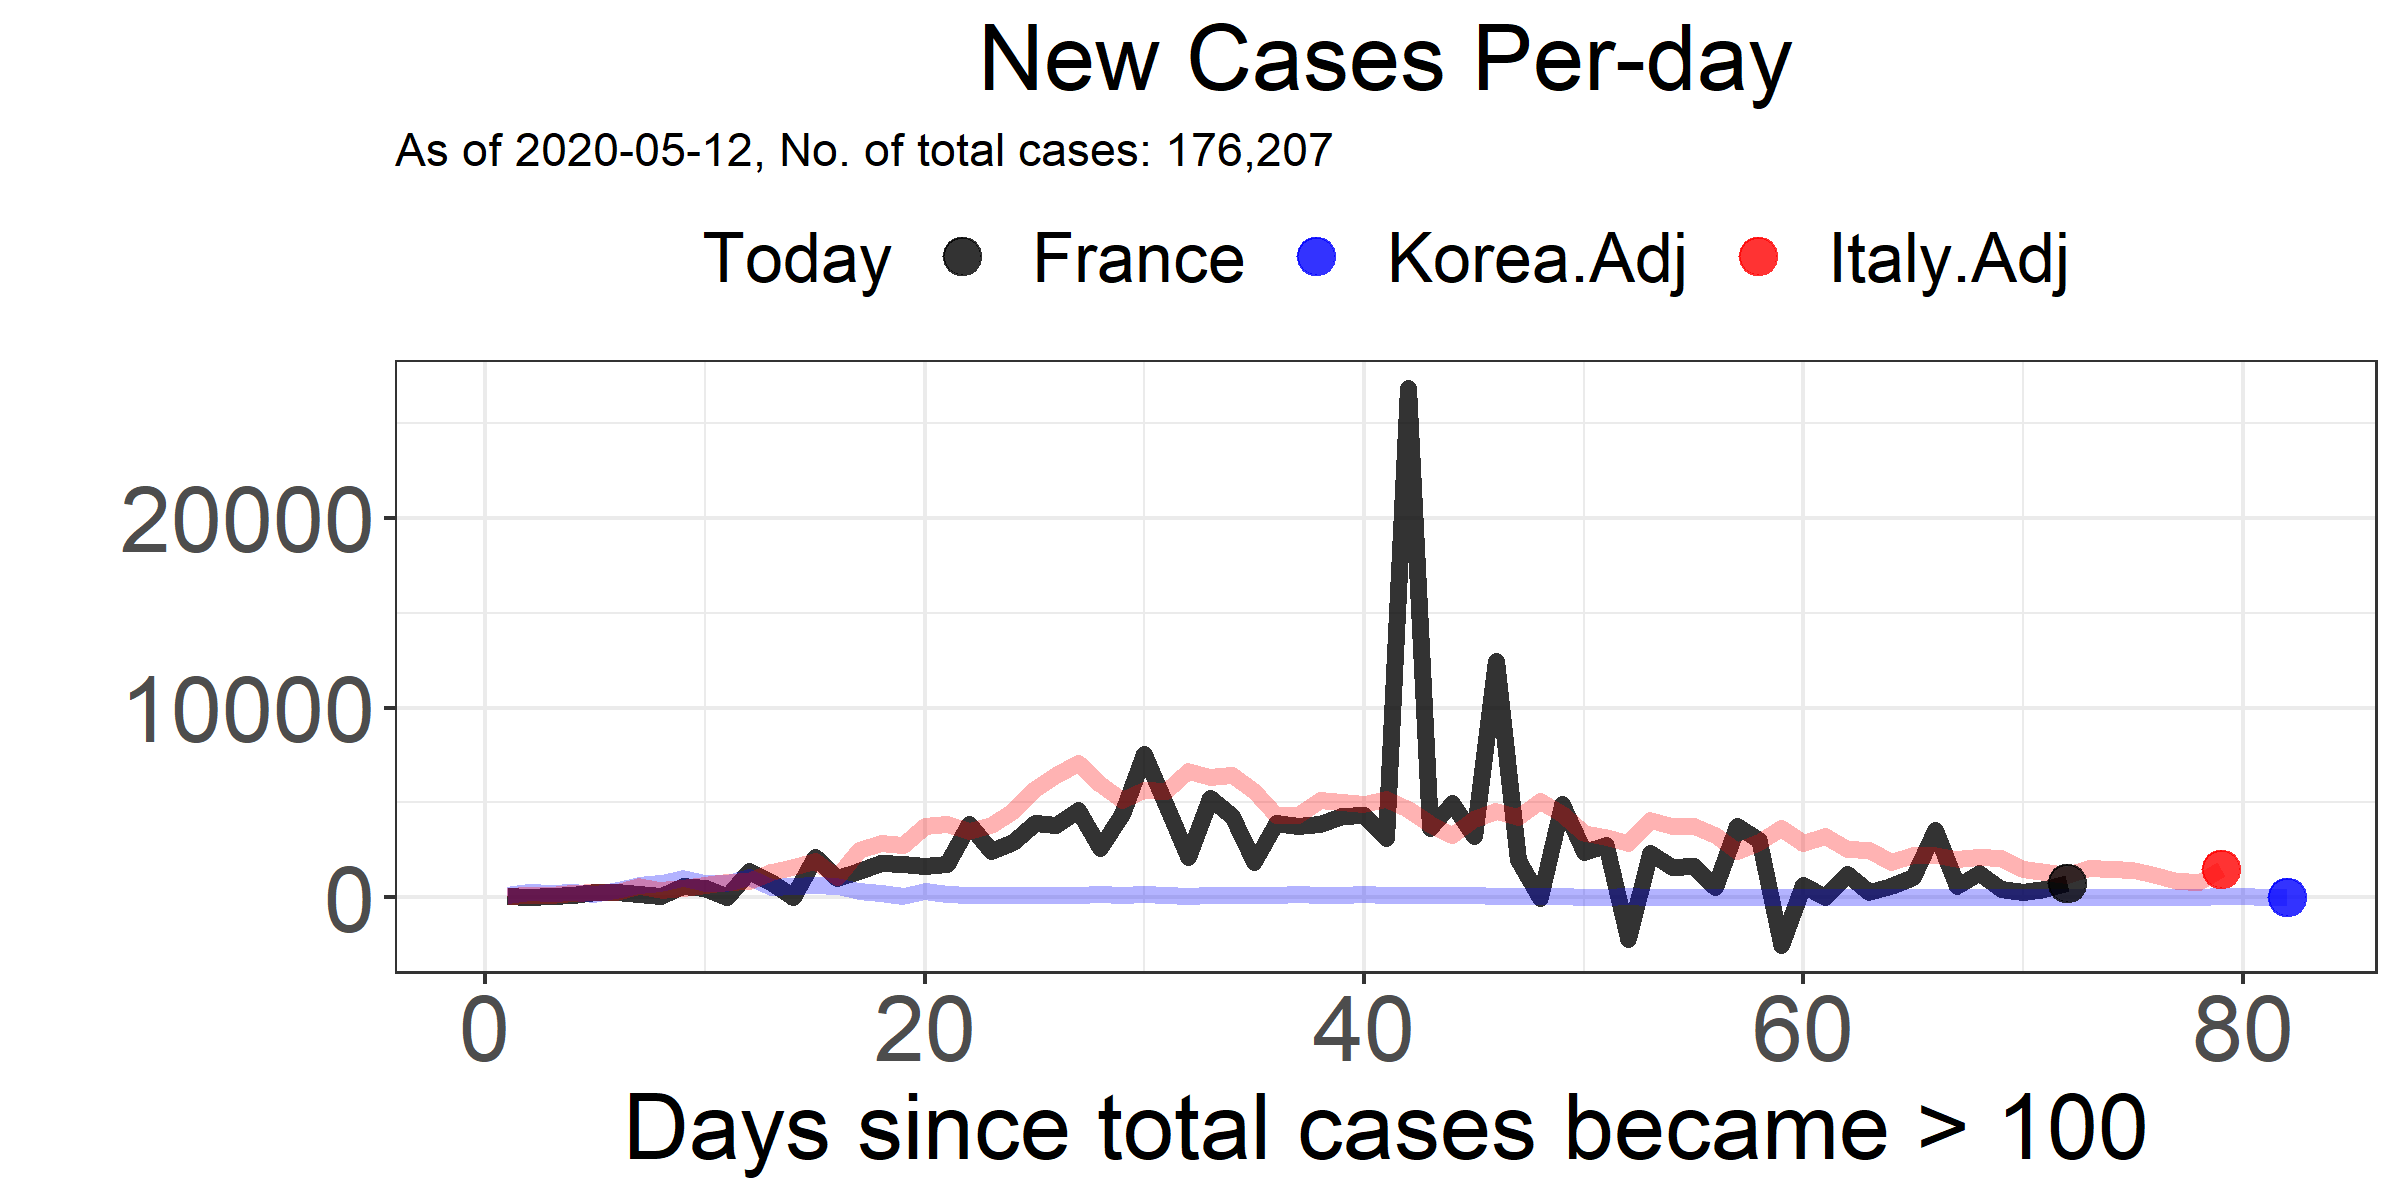 New Cases Per-day
As of 2020-05-12, No. of total cases: 176,207
Today France Korea.Adj Italy.Adj
20000
10000
0
0 20 40 60 80
Days since total cases became > 100